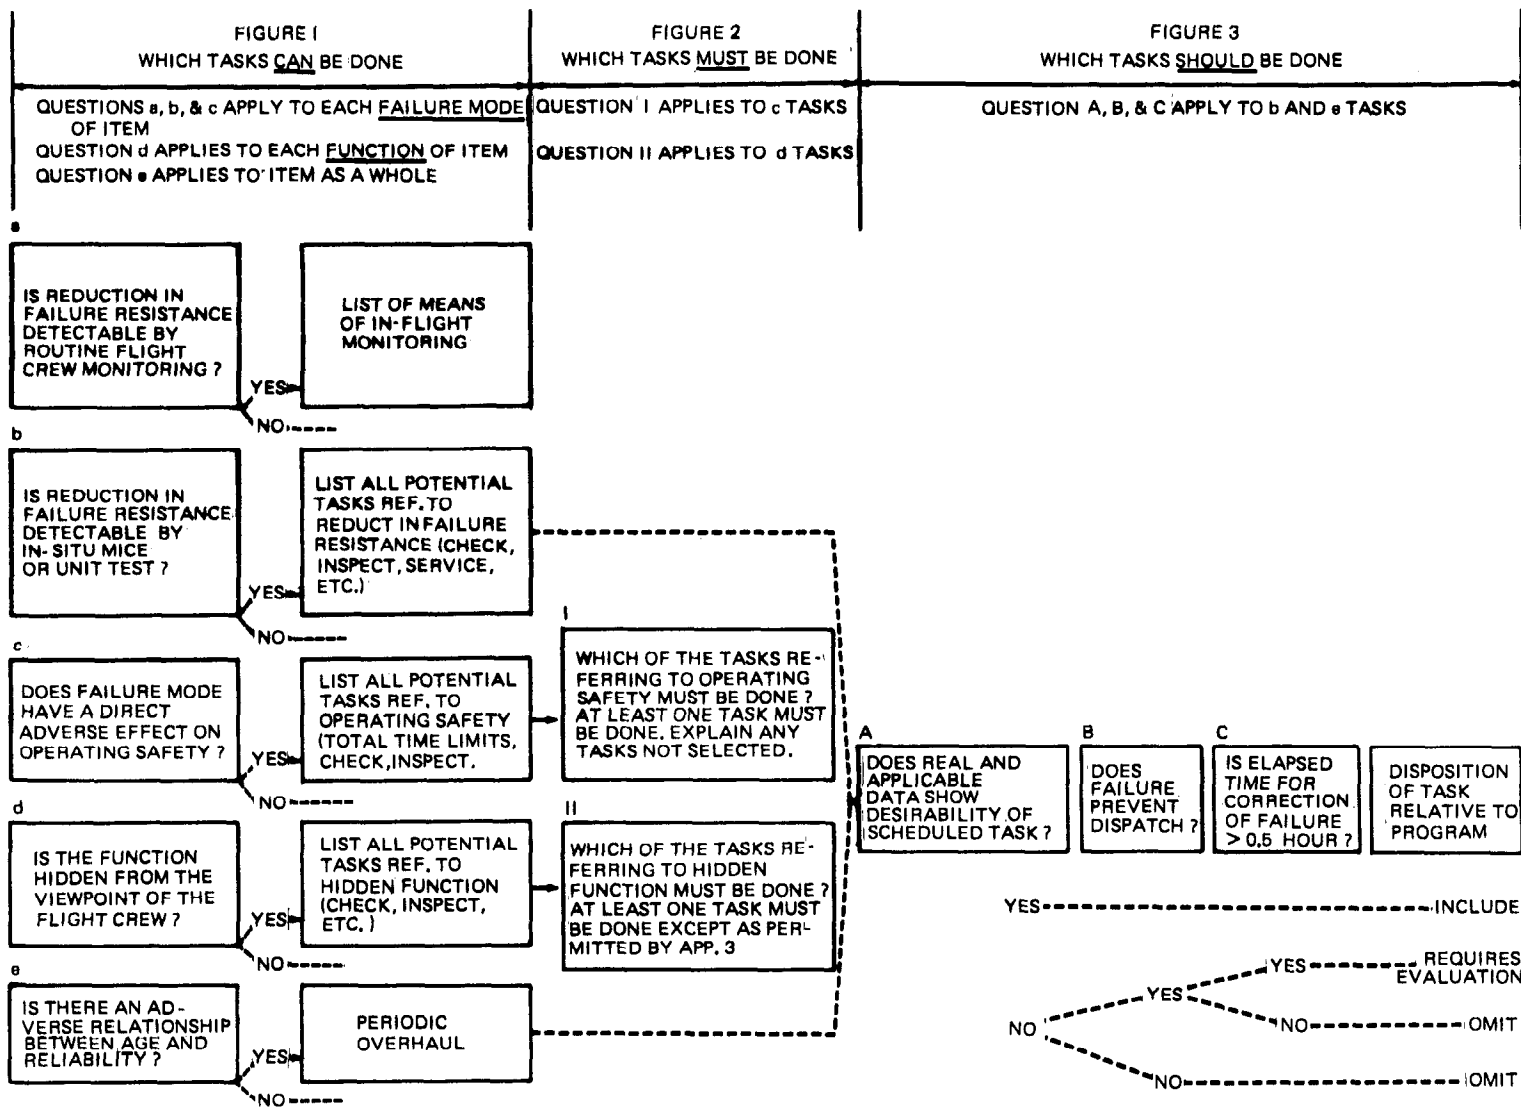 FIGURE 1
WHICH TASKS CAN BE DONE
QUESTIONS a, b, & c APPLY TO EACH FAILURE MODE
OF ITEM
QUESTION d APPLIES TO EACH FUNCTION OF ITEM
QUESTION e APPLIES TO ITEM AS A WHOLE
FIGURE 2
WHICH TASKS MUST BE DONE
QUESTION I APPLIES TO c TASKS
QUESTION II APPLIES TO d TASKS
FIGURE 3
WHICH TASKS SHOULD BE DONE
QUESTION A, B, & C APPLY TO b AND e TASKS
a
IS REDUCTION IN
FAILURE RESISTANCE
DETECTABLE BY
ROUTINE FLIGHT
CREW MONITORING ?
YES
NO
LIST OF MEANS
OF IN-FLIGHT
MONITORING
b
IS REDUCTION IN
FAILURE RESISTANCE
DETECTABLE BY
IN-SITU MICE
OR UNIT TEST ?
YES
NO
LIST ALL POTENTIAL
TASKS REF. TO
REDUCT IN FAILURE
RESISTANCE (CHECK,
INSPECT, SERVICE,
ETC.)
c
DOES FAILURE MODE
HAVE A DIRECT
ADVERSE EFFECT ON
OPERATING SAFETY ?
YES
NO
LIST ALL POTENTIAL
TASKS REF. TO
OPERATING SAFETY
(TOTAL TIME LIMITS,
CHECK, INSPECT.
I
WHICH OF THE TASKS RE-
FERRING TO OPERATING
SAFETY MUST BE DONE ?
AT LEAST ONE TASK MUST
BE DONE. EXPLAIN ANY
TASKS NOT SELECTED.
d
IS THE FUNCTION
HIDDEN FROM THE
VIEWPOINT OF THE
FLIGHT CREW ?
YES
NO
LIST ALL POTENTIAL
TASKS REF. TO
HIDDEN FUNCTION
(CHECK, INSPECT,
ETC. )
II
WHICH OF THE TASKS RE-
FERRING TO HIDDEN
FUNCTION MUST BE DONE ?
AT LEAST ONE TASK MUST
BE DONE EXCEPT AS PER-
MITTED BY APP. 3
e
IS THERE AN AD-
VERSE RELATIONSHIP
BETWEEN AGE AND
RELIABILITY ?
YES
NO
PERIODIC
OVERHAUL
A
DOES REAL AND
APPLICABLE
DATA SHOW
DESIRABILITY OF
SCHEDULED TASK ?
B
DOES
FAILURE
PREVENT
DISPATCH ?
C
IS ELAPSED
TIME FOR
CORRECTION
OF FAILURE
> 0.5 HOUR ?
DISPOSITION
OF TASK
RELATIVE TO
PROGRAM
YES INCLUDE
NO
YES
YES REQUIRES
EVALUATION
NO OMIT
NO OMIT